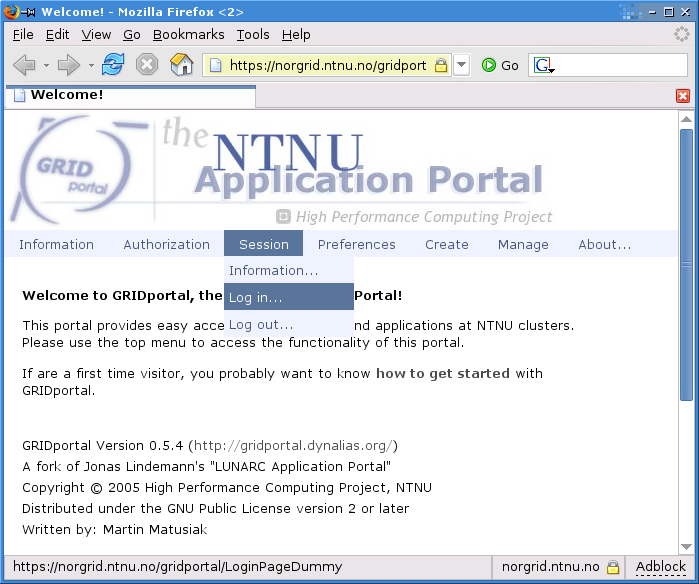 Welcome! - Mozilla Firefox <2>
File Edit View Go Bookmarks Tools Help
https://norgrid.ntnu.no/gridport Go G
Welcome!
GRID portal the NTNU
Application Portal
High Performance Computing Project
Information Authorization Session Preferences Create Manage About...
Information...
Log in...
Log out...
Welcome to GRIDportal, the Portal!
This portal provides easy acce nd applications at NTNU clusters.
Please use the top menu to access the functionality of this portal.
If are a first time visitor, you probably want to know how to get started with
GRIDportal.
GRIDportal Version 0.5.4 (http://gridportal.dynalias.org/)
A fork of Jonas Lindemann's "LUNARC Application Portal"
Copyright © 2005 High Performance Computing Project, NTNU
Distributed under the GNU Public License version 2 or later
Written by: Martin Matusiak
https://norgrid.ntnu.no/gridportal/LoginPageDummy norgrid.ntnu.no Adblock